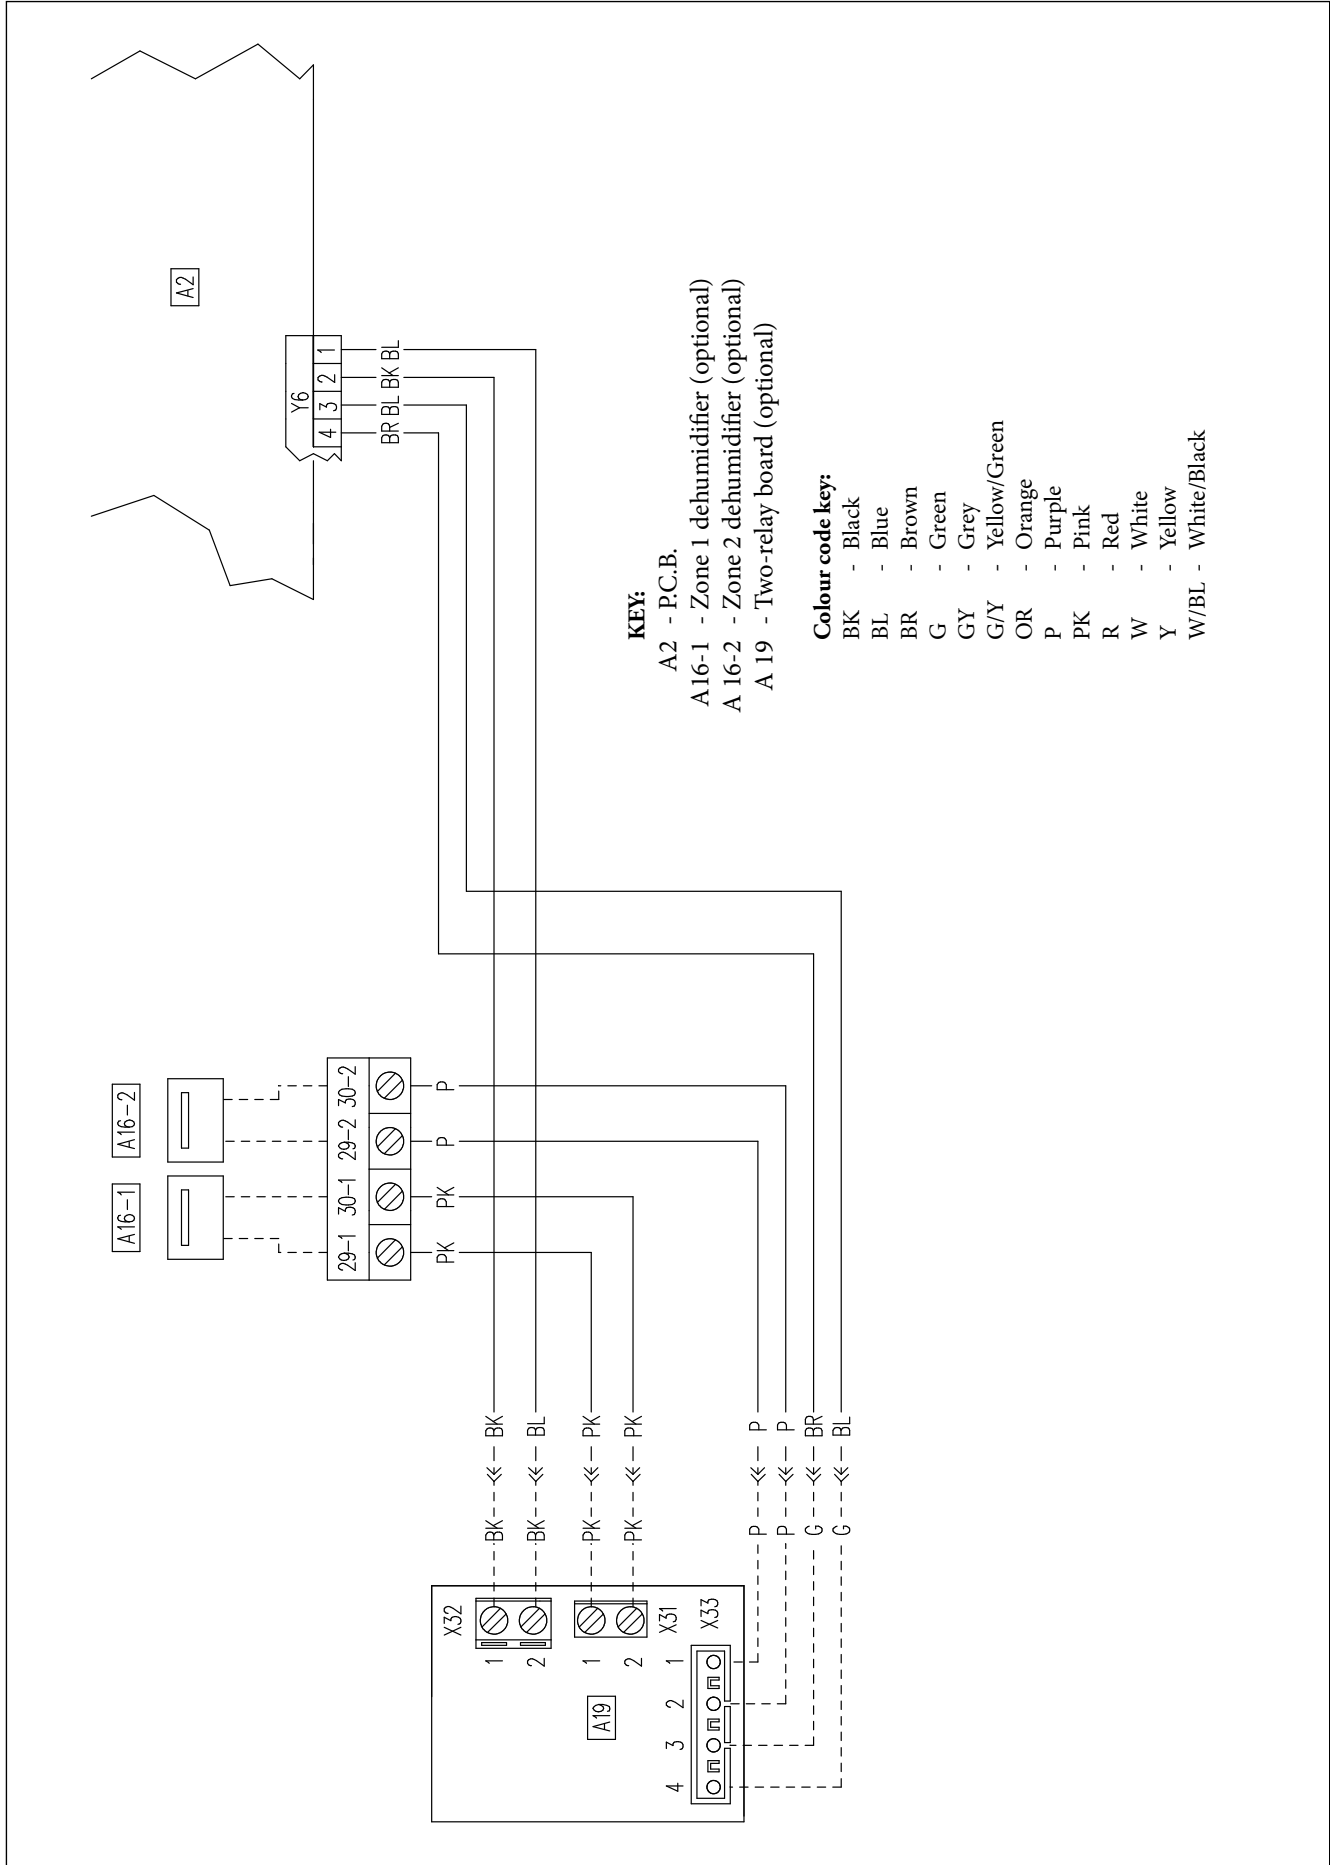 A2
Y6
4 3 2 1
BR BL BK BL
A16-1
A16-2
29-1 30-1 29-2 30-2
PK PK P P
A19
X32
1
2
BK BK
BK BL
1
2
X31
PK PK
PK PK
X33
4 3 2 1
P P
P P
G BR
G BL
KEY:
A2 - P.C.B.
A16-1 - Zone 1 dehumidifier (optional)
A 16-2 - Zone 2 dehumidifier (optional)
A 19 - Two-relay board (optional)
Colour code key:
BK - Black
BL - Blue
BR - Brown
G - Green
GY - Grey
G/Y - Yellow/Green
OR - Orange
P - Purple
PK - Pink
R - Red
W - White
Y - Yellow
W/BL - White/Black